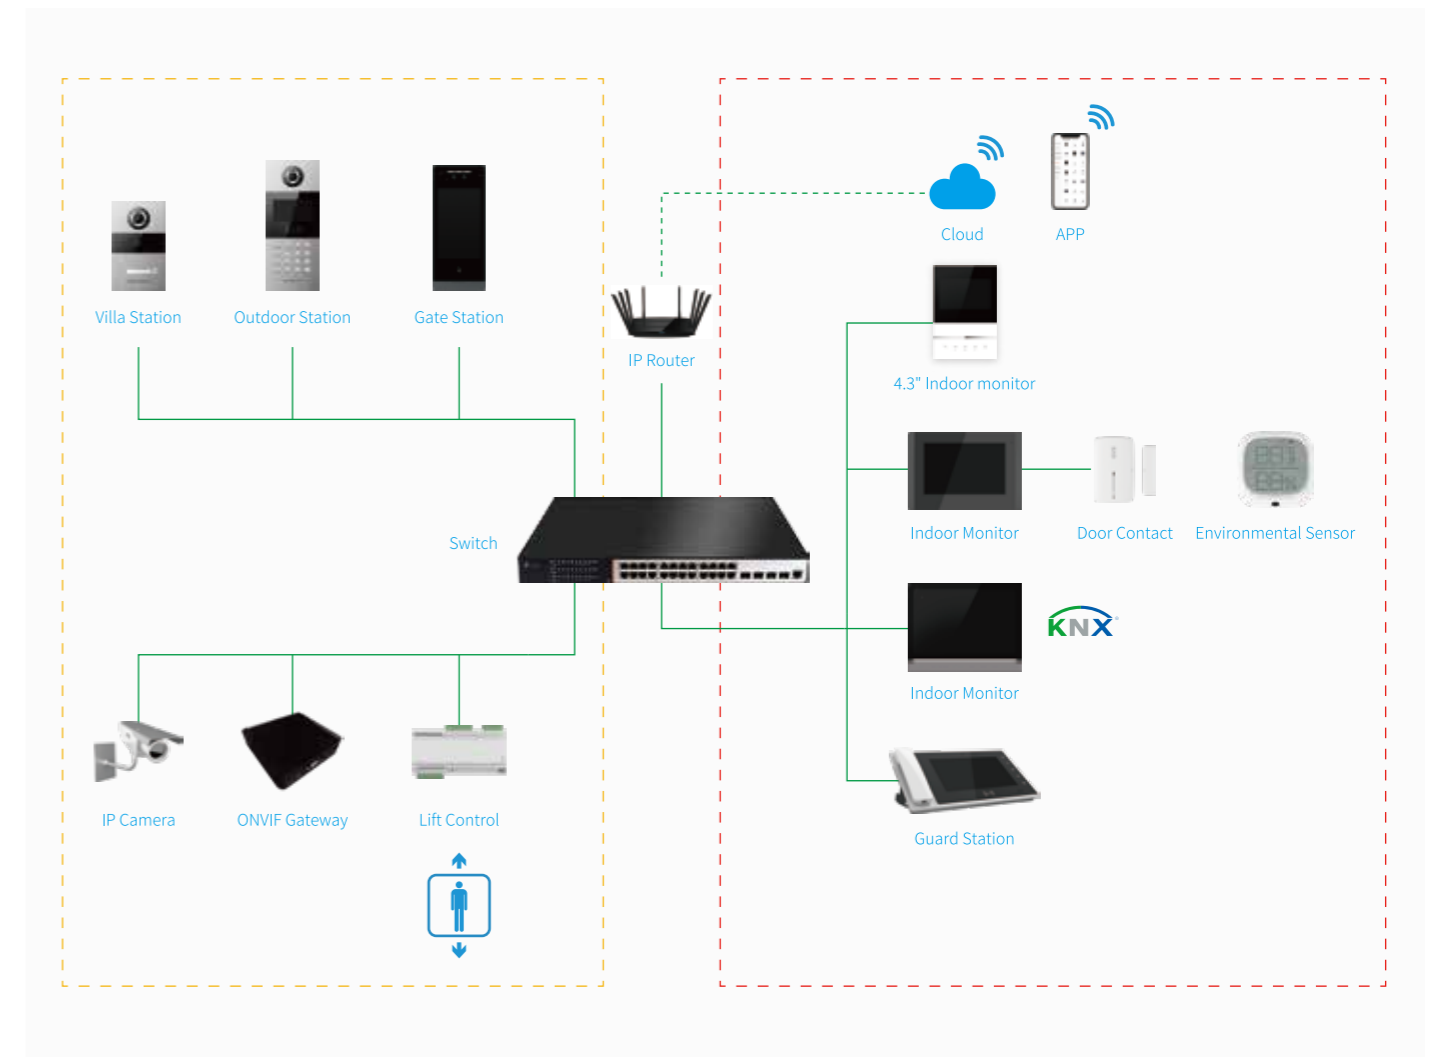 Cloud
APP
Villa Station
Outdoor Station
Gate Station
IP Router
4.3" Indoor monitor
Switch
Indoor Monitor
Door Contact
Environmental Sensor
KNX
Indoor Monitor
IP Camera
ONVIF Gateway
Lift Control
Guard Station